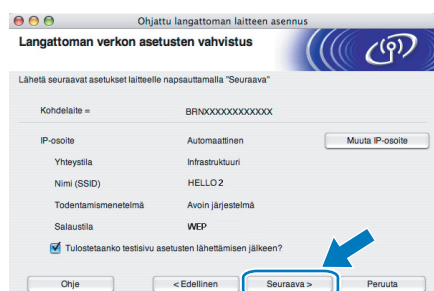 Ohjattu langattoman laitteen asennus
Langattoman verkon asetusten vahvistus
Lähetä seuraavat asetukset laitteelle napsauttamalla "Seuraava"
Kohdelaite = BRNXXXXXXXXXXXX
IP-osoite Automaattinen Muuta IP-osoite
Yhteystila Infrastruktuuri
Nimi (SSID) HELLO 2
Todentamismenetelmä Avoin järjestelmä
Salaustila WEP
Tulostetaanko testisivu asetusten lähettämisen jälkeen?
Ohje < Edellinen Seuraava > Peruuta